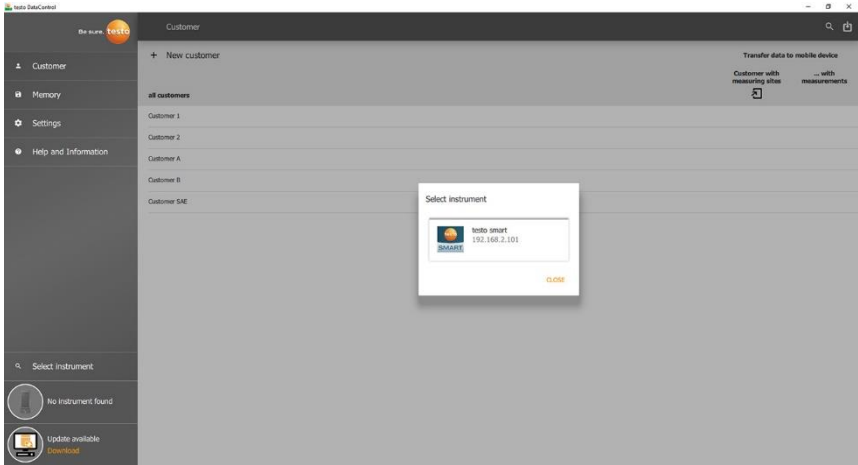 testo DataControl
Be sure. testo
Customer
Customer
Memory
Settings
Help and Information
Select instrument
No instrument found
Update available
Download
+ New customer
Transfer data to mobile device
Customer with
measuring sites
... with
measurements
all customers
Customer 1
Customer 2
Customer A
Customer B
Customer SAE
Select instrument
testo
SMART
testo smart
192.168.2.101
CLOSE